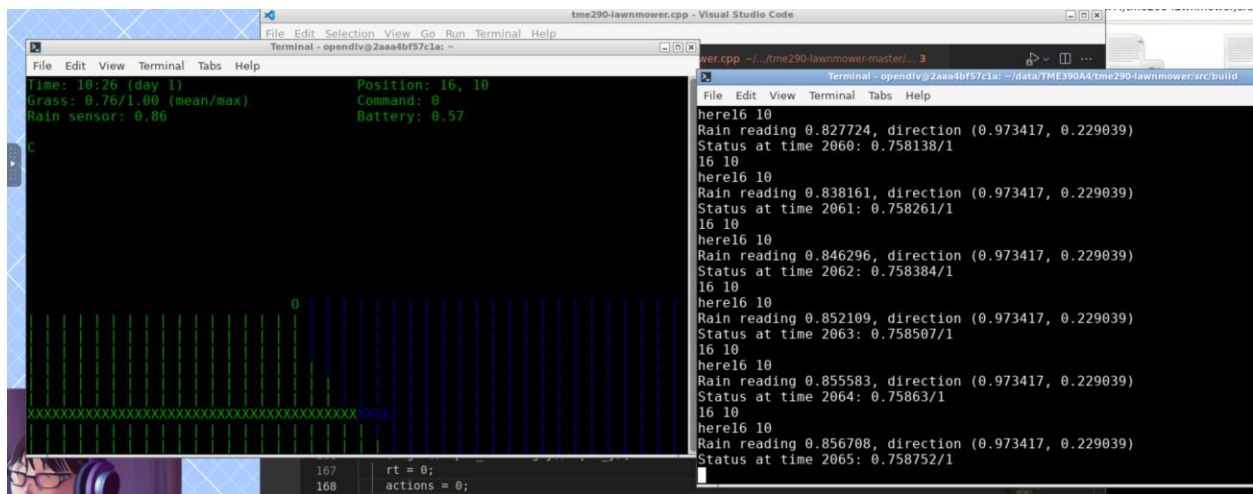 tme290-lawnmower.cpp - Visual Studio Code
File Edit Selection View Go Run Terminal Help
Terminal - opendlv@2aaa4bf57c1a: ~
File Edit View Terminal Tabs Help
Time: 10:26 (day 1) Position: 16, 10
Grass: 0.76/1.00 (mean/max) Command: 0
Rain sensor: 0.86 Battery: 0.57
C
O
XXXXXXXXXXXXXXXXXXXXXXXXXXXXXXXXXXXXXXXXXXXX
167 rt = 0;
168 actions = 0;
wer.cpp ~/.../tme290-lawnmower-master/... 3
Terminal - opendlv@2aaa4bf57c1a: ~/data/TME390A4/tme290-lawnmower/src/build
File Edit View Terminal Tabs Help
here16 10
Rain reading 0.827724, direction (0.973417, 0.229039)
Status at time 2060: 0.758138/1
16 10
here16 10
Rain reading 0.838161, direction (0.973417, 0.229039)
Status at time 2061: 0.758261/1
16 10
here16 10
Rain reading 0.846296, direction (0.973417, 0.229039)
Status at time 2062: 0.758384/1
16 10
here16 10
Rain reading 0.852109, direction (0.973417, 0.229039)
Status at time 2063: 0.758507/1
16 10
here16 10
Rain reading 0.855583, direction (0.973417, 0.229039)
Status at time 2064: 0.75863/1
16 10
here16 10
Rain reading 0.856708, direction (0.973417, 0.229039)
Status at time 2065: 0.758752/1